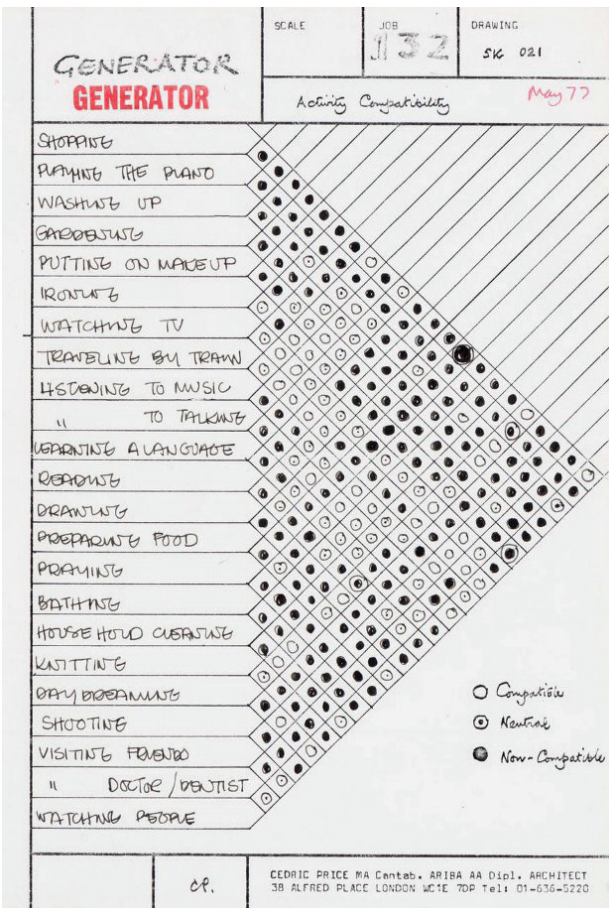 SCALE
JOB
132
DRAWING
SK 021
GENERATOR
GENERATOR
Activity Compatibility
May 77
SHOPPING
PLAYING THE PIANO
WASHING UP
GARDENING
PUTTING ON MAKEUP
IRONING
WATCHING TV
TRAVELING BY TRAIN
LISTENING TO MUSIC
" TO TALKING
LEARNING A LANGUAGE
READING
DRAWING
PREPARING FOOD
PRAYING
BATHING
HOUSEHOLD CLEANING
KNITTING
DAYDREAMING
SHOOTING
VISITING FRIENDS
" DOCTOR / DENTIST
WATCHING PEOPLE
Compatible
Neutral
Non-Compatible
CP.
CEDRIC PRICE MA Cantab. ARIBA AA Dipl. ARCHITECT
38 ALFRED PLACE LONDON WC1E 7DP Tel: 01-636-5220